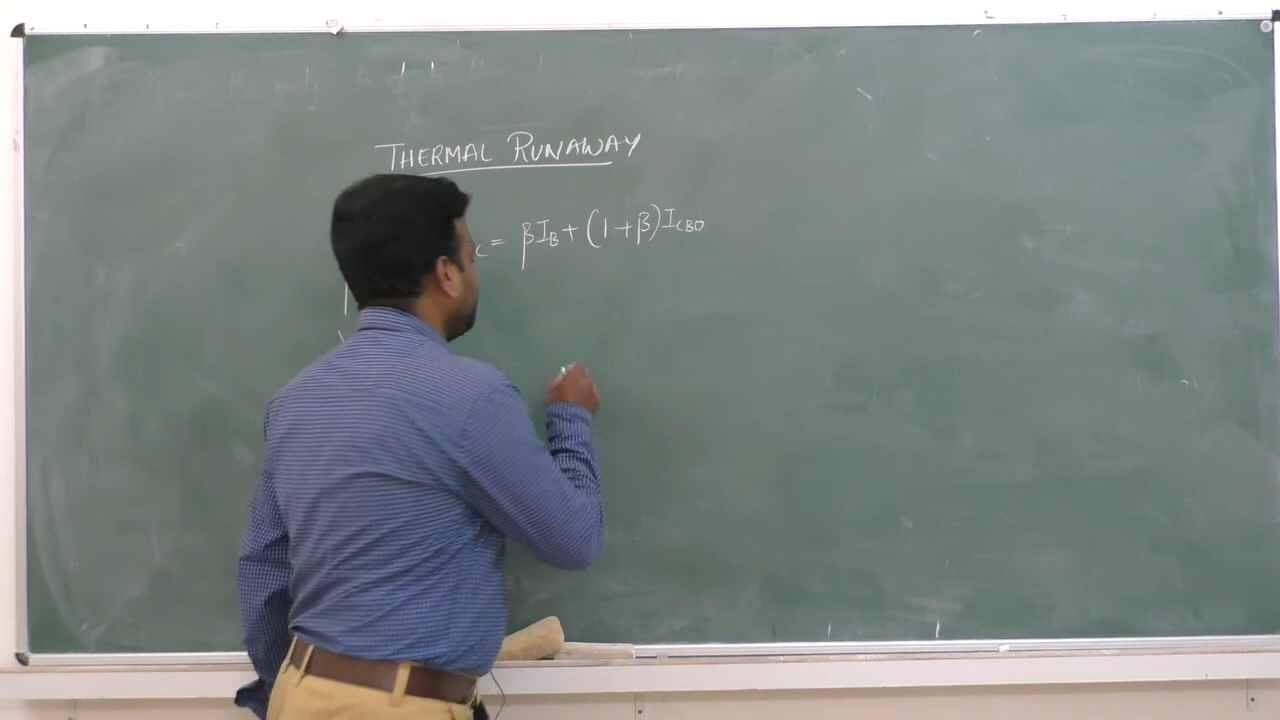 THERMAL RUNAWAY
C = βI_B + (1+β)I_CBO